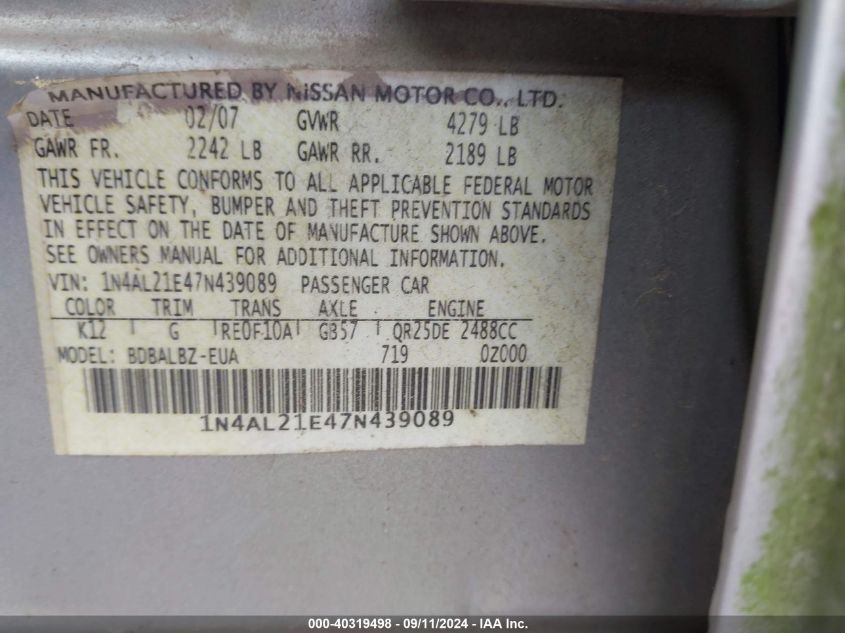 MANUFACTURED BY NISSAN MOTOR CO., LTD.
DATE 02/07 GVWR 4279 LB
GAWR FR. 2242 LB GAWR RR. 2189 LB
THIS VEHICLE CONFORMS TO ALL APPLICABLE FEDERAL MOTOR
VEHICLE SAFETY, BUMPER AND THEFT PREVENTION STANDARDS
IN EFFECT ON THE DATE OF MANUFACTURE SHOWN ABOVE.
SEE OWNERS MANUAL FOR ADDITIONAL INFORMATION.
VIN: 1N4AL21E47N439089 PASSENGER CAR
COLOR TRIM TRANS AXLE ENGINE
K12 G RE0F10A GB57 QR25DE 2488CC
MODEL: BDBALBZ-EUA 719 0Z000
1N4AL21E47N439089
000-40319498 - 09/11/2024 - IAA Inc.